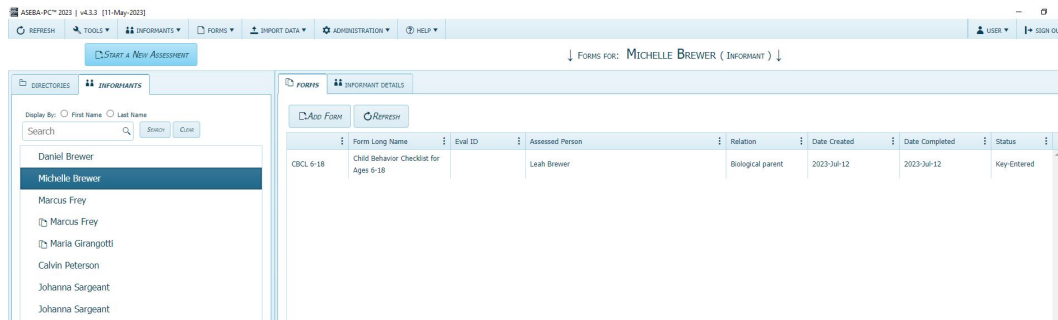 ASEBA-PC™ 2023 | v4.3.3 [11-May-2023]
REFRESH TOOLS INFORMANTS FORMS IMPORT DATA ADMINISTRATION HELP USER SIGN OU
START A NEW ASSESSMENT
FORMS FOR: MICHELLE BREWER ( INFORMANT )
DIRECTORIES INFORMANTS
Display By: First Name Last Name
Search SEARCH CLEAR
Daniel Brewer
Michelle Brewer
Marcus Frey
Marcus Frey
Maria Girangotti
Calvin Peterson
Johanna Sargeant
Johanna Sargeant
FORMS INFORMANT DETAILS
ADD FORM REFRESH
Form Long Name Eval ID Assessed Person Relation Date Created Date Completed Status
CBCL 6-18 Child Behavior Checklist for Leah Brewer Biological parent 2023-Jul-12 2023-Jul-12 Key-Entered
Ages 6-18